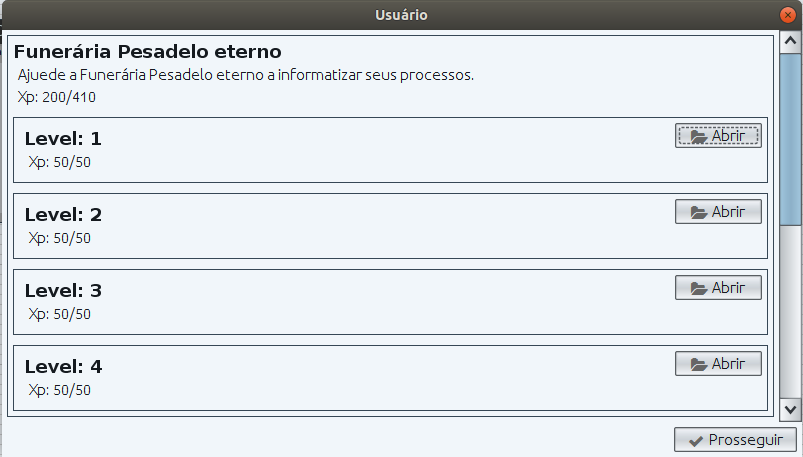 Usuário
Funerária Pesadelo eterno
Ajuede a Funerária Pesadelo eterno a informatizar seus processos.
Xp: 200/410
Level: 1
Abrir
Xp: 50/50
Level: 2
Abrir
Xp: 50/50
Level: 3
Abrir
Xp: 50/50
Level: 4
Abrir
Xp: 50/50
Prosseguir